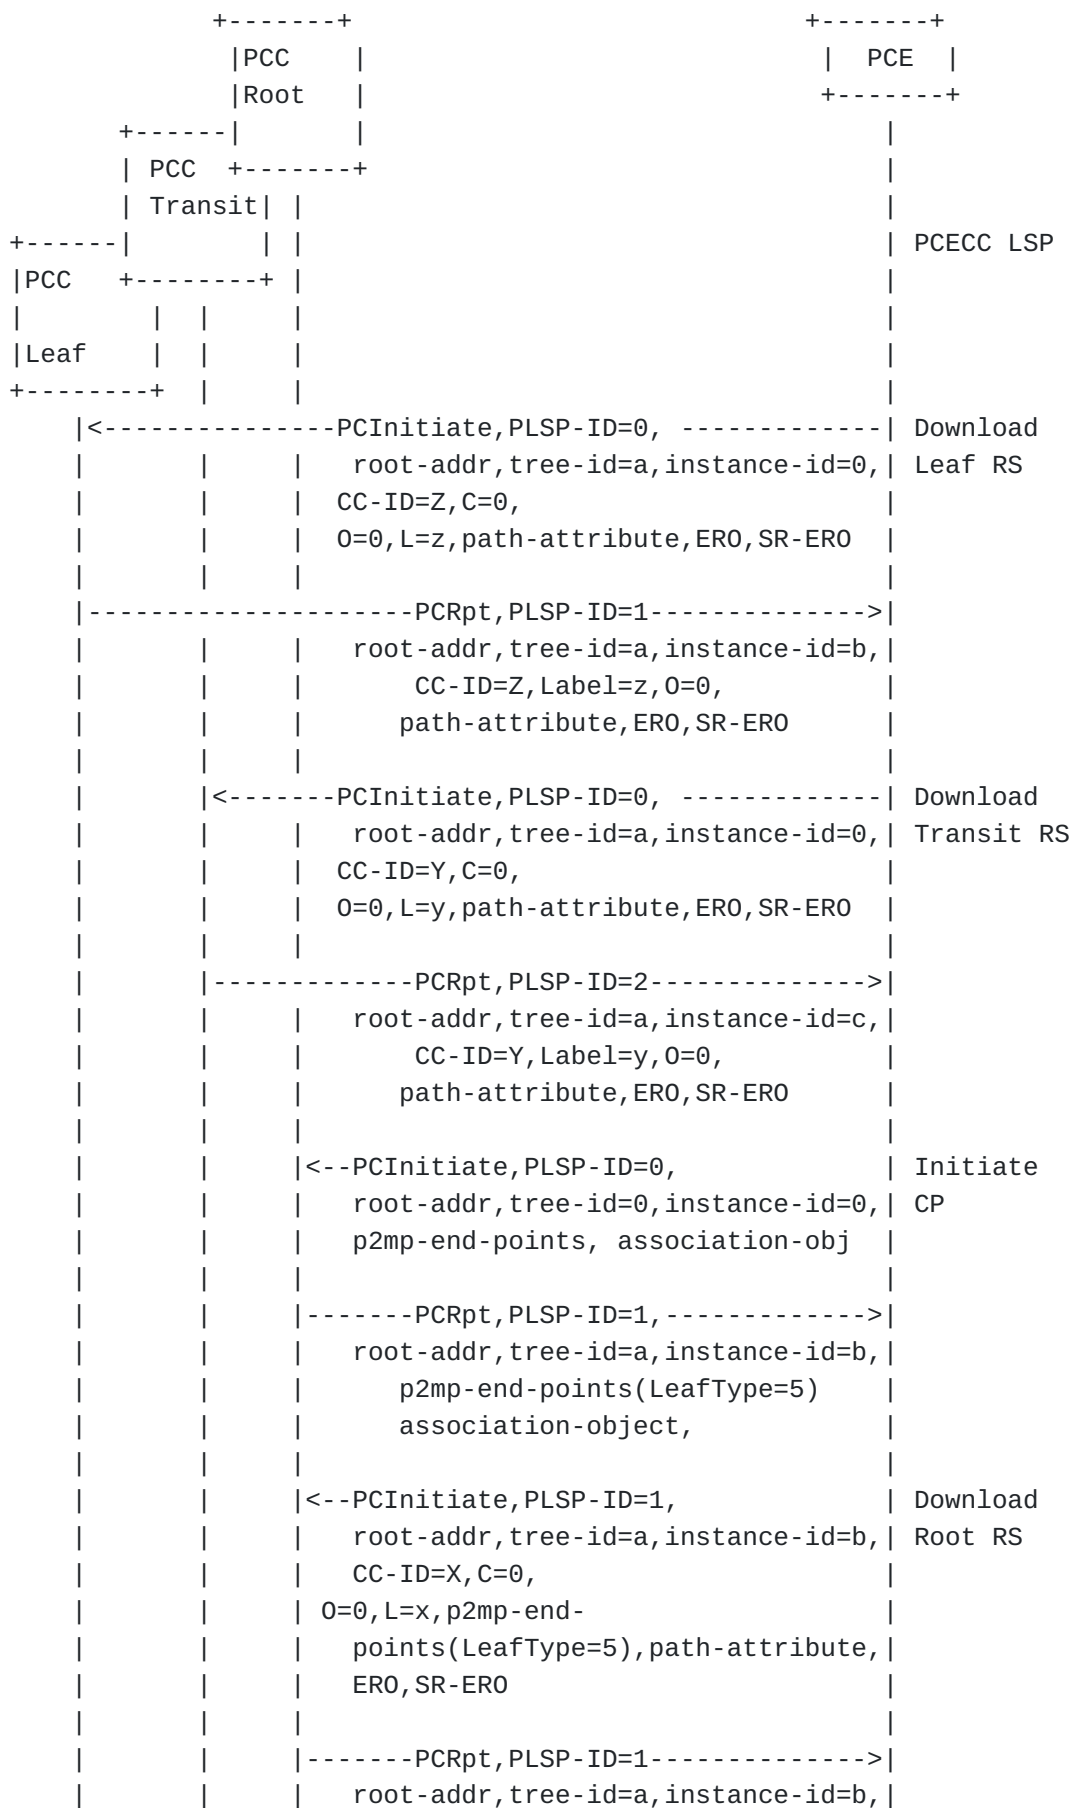 +-------+                             +-------+
              |PCC    |                             |  PCE  |
              |Root   |                             +-------+
       +------|       |                                 |
       | PCC  +-------+                                 |
       | Transit| |                                     |
+------|        | |                                     | PCECC LSP
|PCC   +--------+ |                                     |
|        |  |     |                                     |
|Leaf    |  |     |                                     |
+--------+  |     |                                     |
    |<---------------PCInitiate,PLSP-ID=0, -------------| Download
    |       |     |   root-addr,tree-id=a,instance-id=0,| Leaf RS
    |       |     |  CC-ID=Z,C=0,                       |
    |       |     |  O=0,L=z,path-attribute,ERO,SR-ERO  |
    |       |     |                                     |
    |---------------------PCRpt,PLSP-ID=1-------------->|
    |       |     |   root-addr,tree-id=a,instance-id=b,|
    |       |     |       CC-ID=Z,Label=z,O=0,          |
    |       |     |      path-attribute,ERO,SR-ERO      |
    |       |     |                                     |
    |       |<-------PCInitiate,PLSP-ID=0, -------------| Download
    |       |     |   root-addr,tree-id=a,instance-id=0,| Transit RS
    |       |     |  CC-ID=Y,C=0,                       |
    |       |     |  O=0,L=y,path-attribute,ERO,SR-ERO  |
    |       |     |                                     |
    |       |-------------PCRpt,PLSP-ID=2-------------->|
    |       |     |   root-addr,tree-id=a,instance-id=c,|
    |       |     |       CC-ID=Y,Label=y,O=0,          |
    |       |     |      path-attribute,ERO,SR-ERO      |
    |       |     |                                     |
    |       |     |<--PCInitiate,PLSP-ID=0,             | Initiate
    |       |     |   root-addr,tree-id=0,instance-id=0,| CP
    |       |     |   p2mp-end-points, association-obj  |
    |       |     |                                     |
    |       |     |-------PCRpt,PLSP-ID=1,------------->|
    |       |     |   root-addr,tree-id=a,instance-id=b,|
    |       |     |      p2mp-end-points(LeafType=5)    |
    |       |     |      association-object,            |
    |       |     |                                     |
    |       |     |<--PCInitiate,PLSP-ID=1,             | Download
    |       |     |   root-addr,tree-id=a,instance-id=b,| Root RS
    |       |     |   CC-ID=X,C=0,                      |
    |       |     | O=0,L=x,p2mp-end-                   |
    |       |     |   points(LeafType=5),path-attribute,|
    |       |     |   ERO,SR-ERO                        |
    |       |     |                                     |
    |       |     |-------PCRpt,PLSP-ID=1-------------->|
    |       |     |   root-addr,tree-id=a,instance-id=b,|